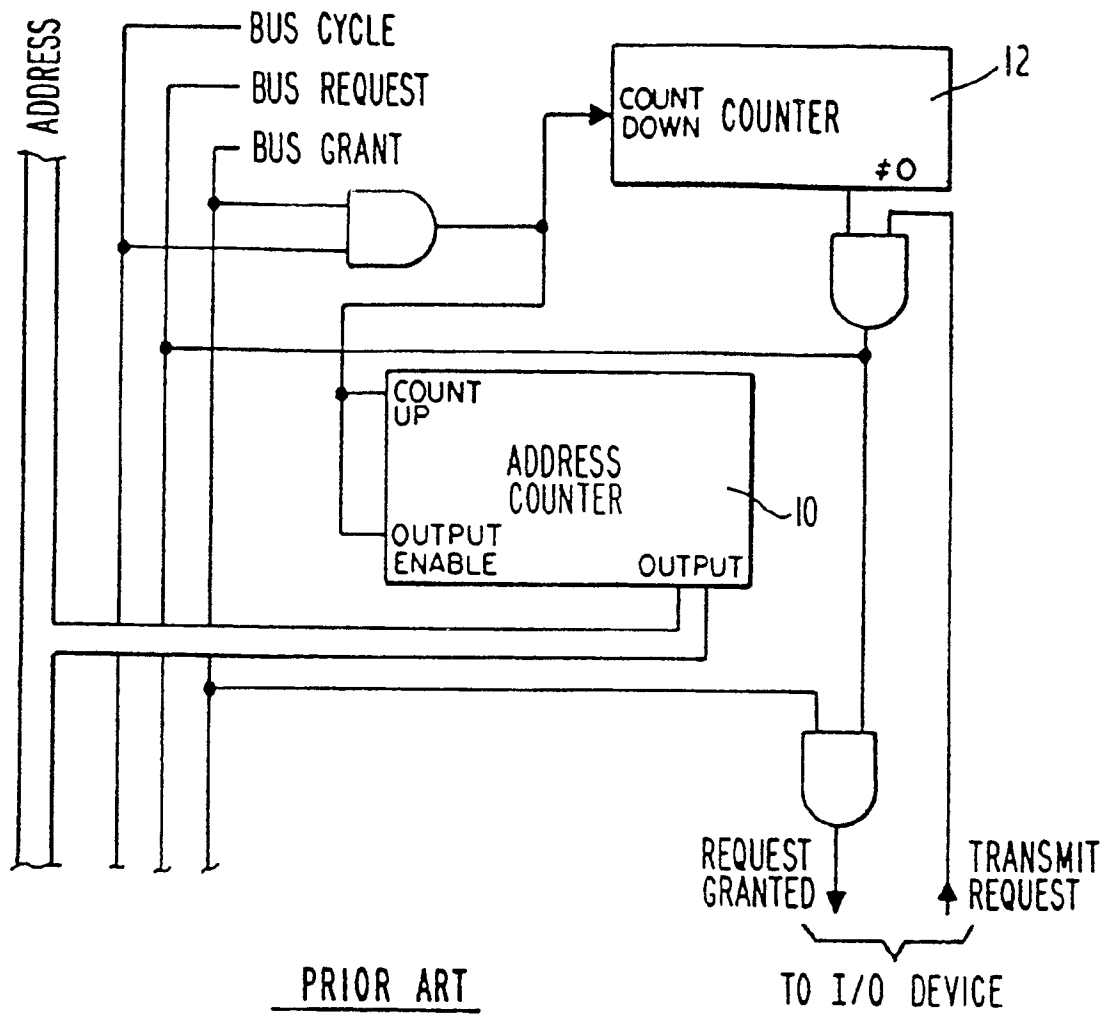 ADDRESS
BUS CYCLE
BUS REQUEST
BUS GRANT
12
COUNT
DOWN
COUNTER
≠0
COUNT
UP
ADDRESS
COUNTER
10
OUTPUT
ENABLE
OUTPUT
REQUEST
GRANTED
TRANSMIT
REQUEST
TO I/O DEVICE
PRIOR ART